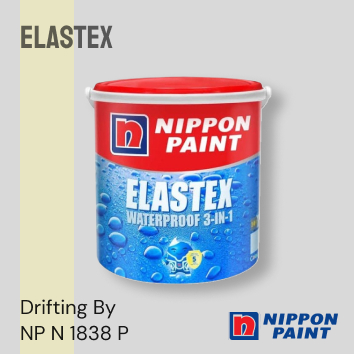 ELASTEX
NIPPON
PAINT
ELASTEX
WATERPROOF 3-IN-1
Drifting By
NP N 1838 P
NIPPON
PAINT